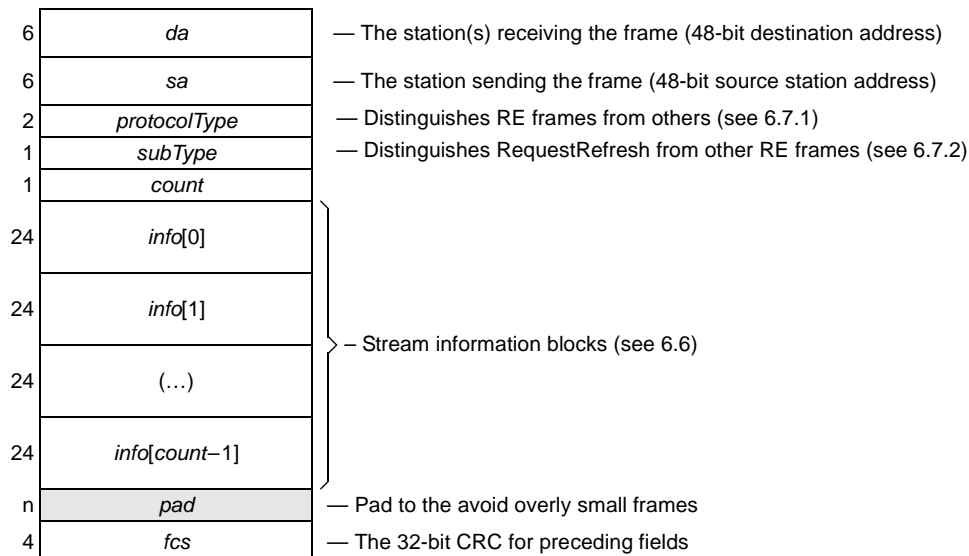 6 da — The station(s) receiving the frame (48-bit destination address)
6 sa — The station sending the frame (48-bit source station address)
2 protocolType — Distinguishes RE frames from others (see 6.7.1)
1 subType — Distinguishes RequestRefresh from other RE frames (see 6.7.2)
1 count
24 info[0]
24 info[1]
– Stream information blocks (see 6.6)
24 (…)
24 info[count–1]
n pad — Pad to the avoid overly small frames
4 fcs — The 32-bit CRC for preceding fields